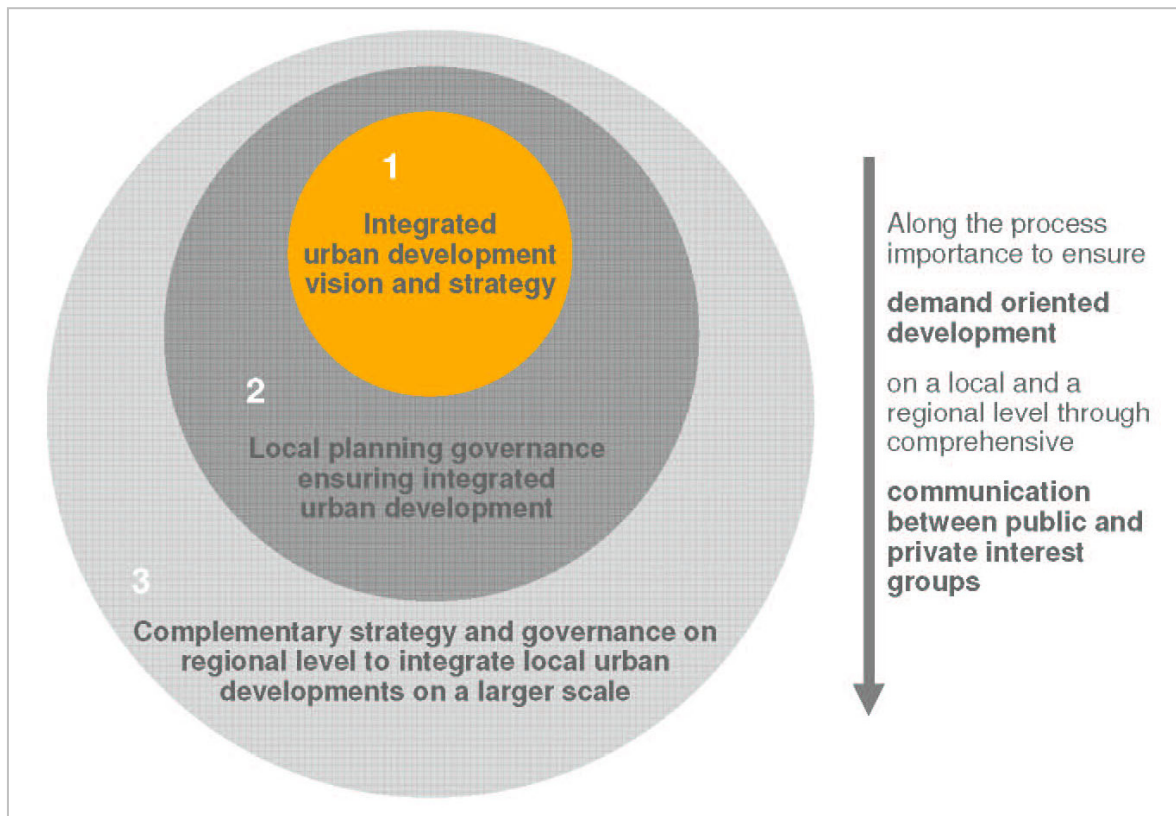 1
Integrated
urban development
vision and strategy
2
Local planning governance
ensuring integrated
urban development
3
Complementary strategy and governance on
regional level to integrate local urban
developments on a larger scale
Along the process
importance to ensure
demand oriented
development
on a local and a
regional level through
comprehensive
communication
between public and
private interest
groups